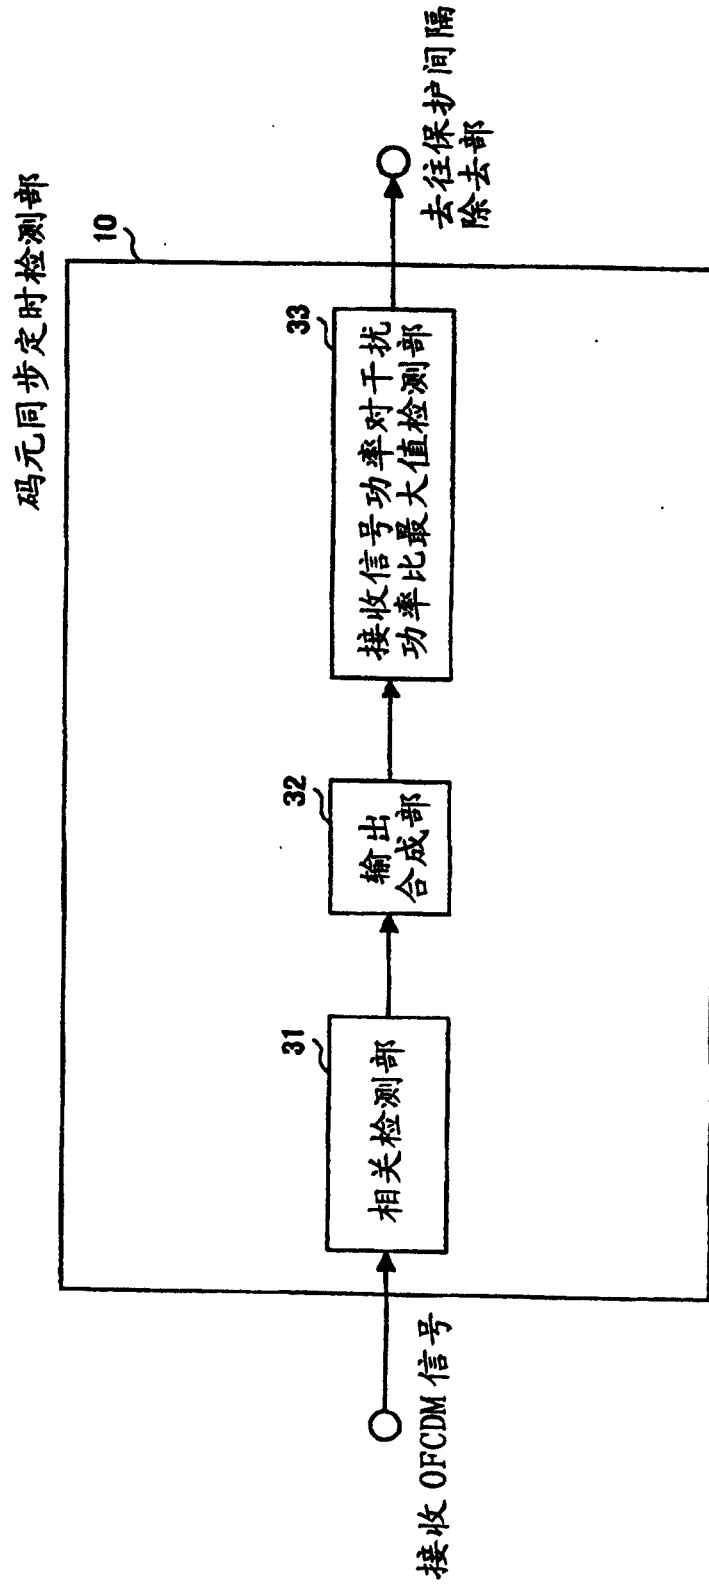 码元同步定时检测部
10
接收 OFCDM 信号
31
相关检测部
32
输出
合成部
33
接收信号功率对干扰
功率比最大值检测部
去往保护间隔
除去部